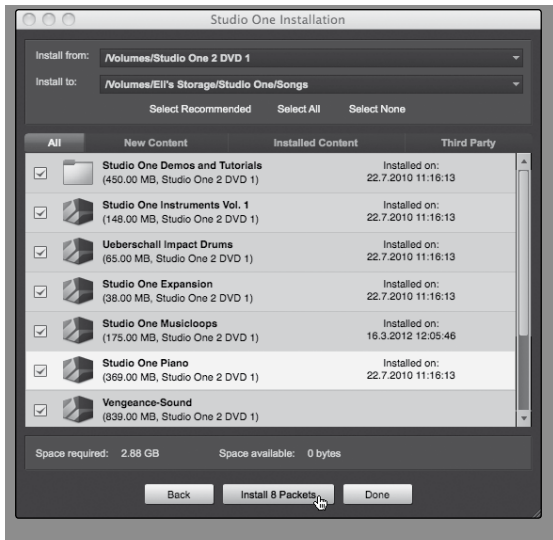 Studio One Installation
Install from: /Volumes/Studio One 2 DVD 1
Install to: /Volumes/Eli's Storage/Studio One/Songs
Select Recommended Select All Select None
All New Content Installed Content Third Party
Studio One Demos and Tutorials Installed on:
(450.00 MB, Studio One 2 DVD 1) 22.7.2010 11:16:13
Studio One Instruments Vol. 1 Installed on:
(148.00 MB, Studio One 2 DVD 1) 22.7.2010 11:16:13
Ueberschall Impact Drums Installed on:
(65.00 MB, Studio One 2 DVD 1) 22.7.2010 11:16:13
Studio One Expansion Installed on:
(38.00 MB, Studio One 2 DVD 1) 22.7.2010 11:16:13
Studio One Musicloops Installed on:
(175.00 MB, Studio One 2 DVD 1) 16.3.2012 12:05:46
Studio One Piano Installed on:
(369.00 MB, Studio One 2 DVD 1) 22.7.2010 11:16:13
Vengeance-Sound
(839.00 MB, Studio One 2 DVD 1)
Space required: 2.88 GB Space available: 0 bytes
Back Install 8 Packets Done